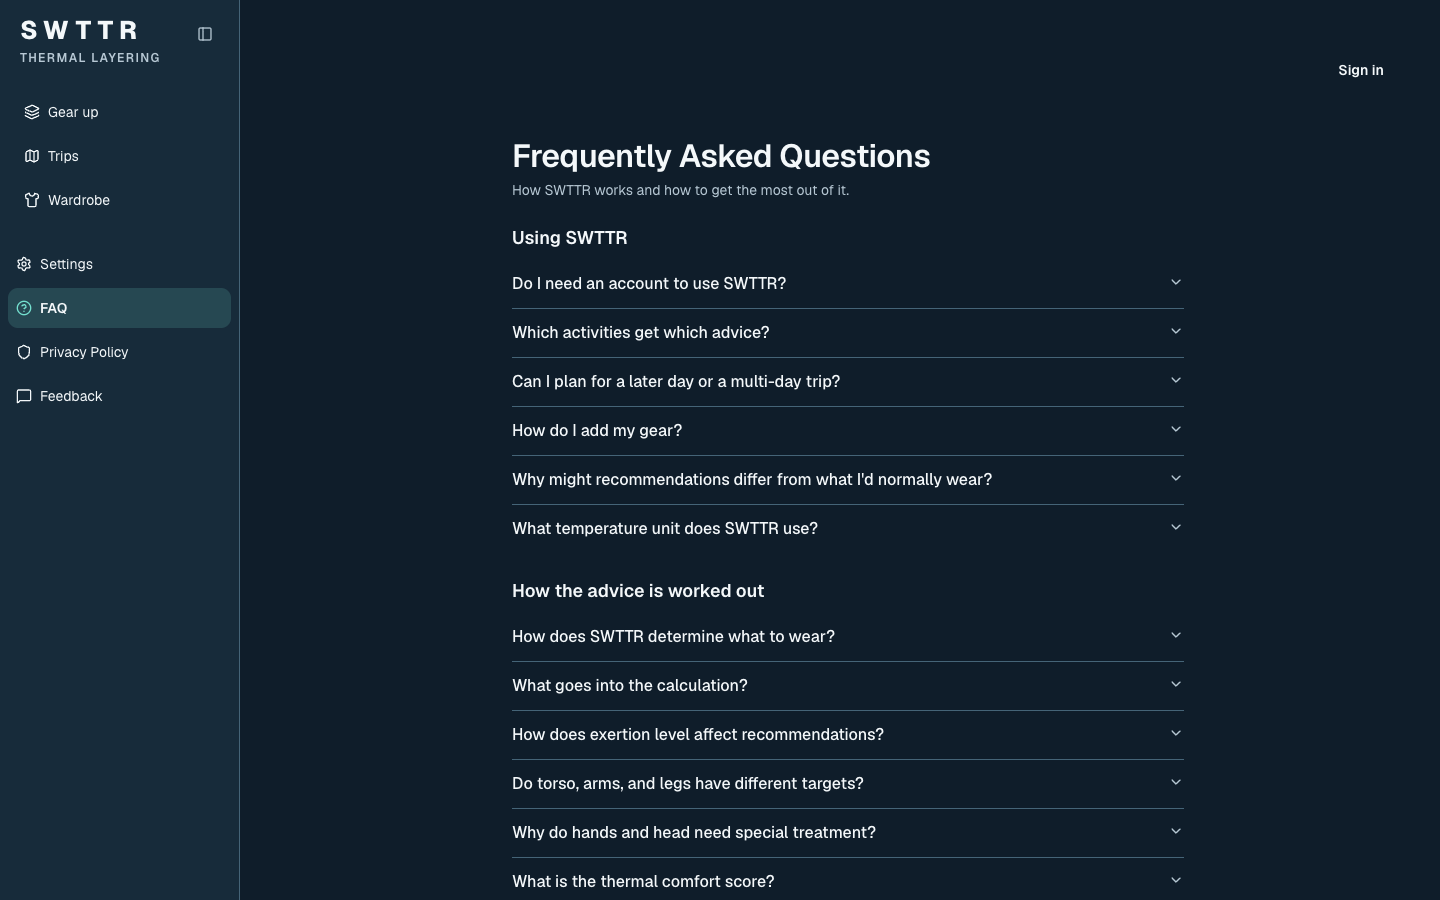 SWTTR
THERMAL LAYERING
Gear up
Trips
Wardrobe
Settings
FAQ
Privacy Policy
Feedback
Sign in
Frequently Asked Questions
How SWTTR works and how to get the most out of it.
Using SWTTR
Do I need an account to use SWTTR?
Which activities get which advice?
Can I plan for a later day or a multi-day trip?
How do I add my gear?
Why might recommendations differ from what I'd normally wear?
What temperature unit does SWTTR use?
How the advice is worked out
How does SWTTR determine what to wear?
What goes into the calculation?
How does exertion level affect recommendations?
Do torso, arms, and legs have different targets?
Why do hands and head need special treatment?
What is the thermal comfort score?